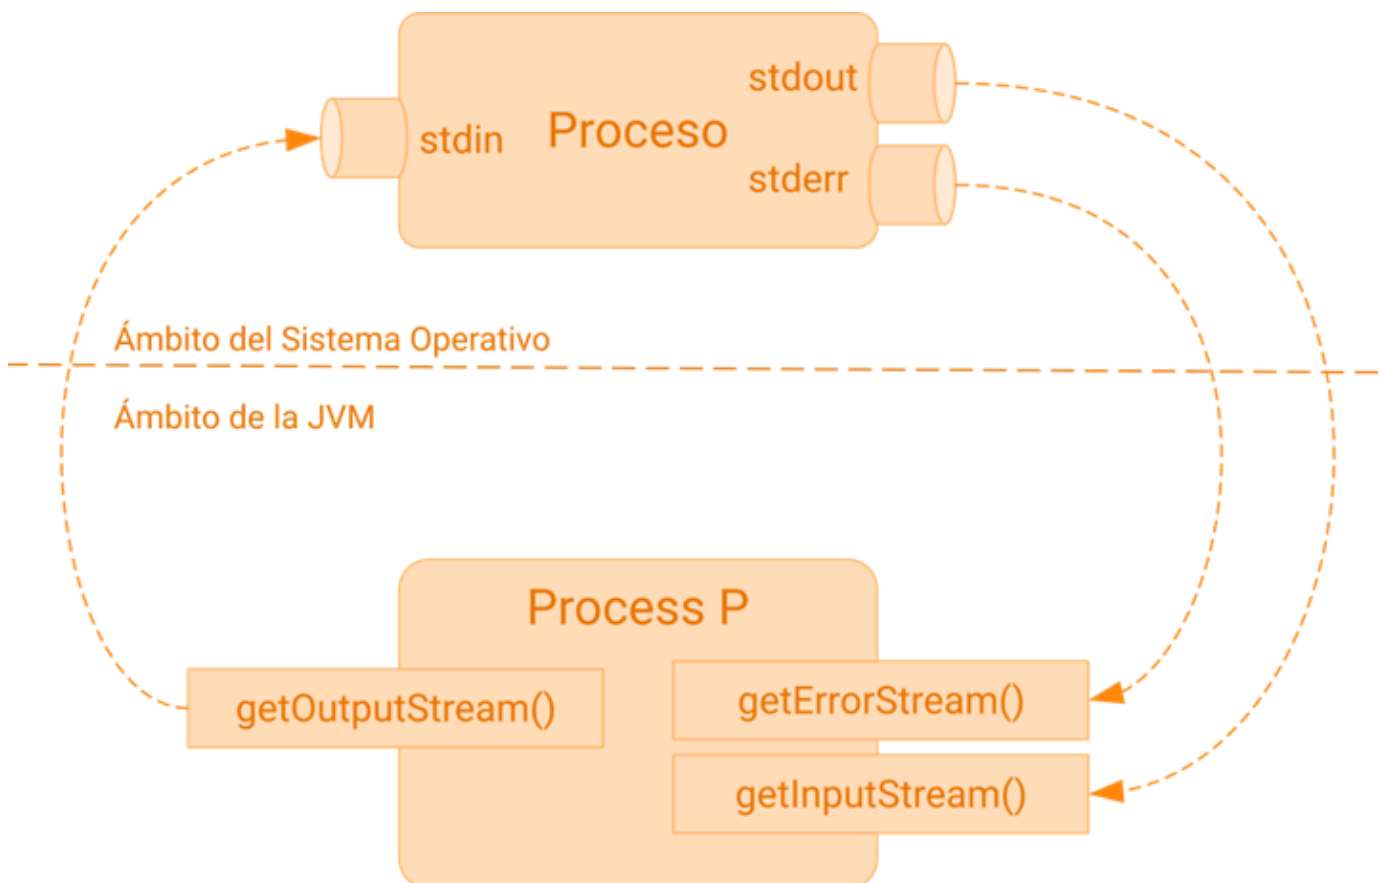 stdout
Proceso
stdin
stderr
Ámbito del Sistema Operativo
Ámbito de la JVM
Process P
getOutputStream()
getErrorStream()
getInputStream()